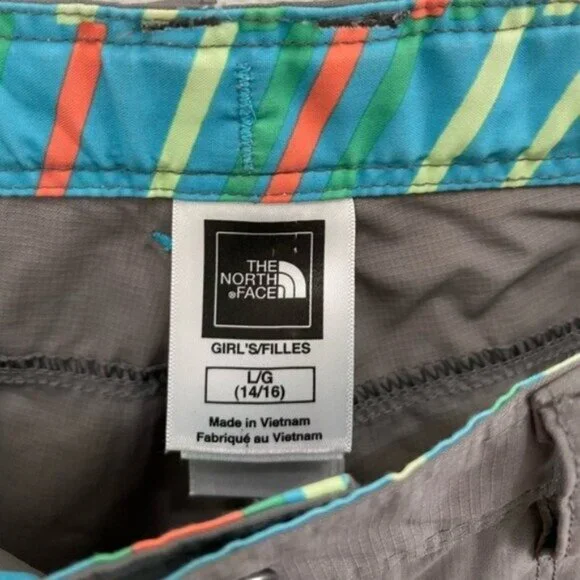 THE
NORTH
®FACE
GIRL'S/FILLES
L/G
(14/16)
Made in Vietnam
Fabriqué au Vietnam